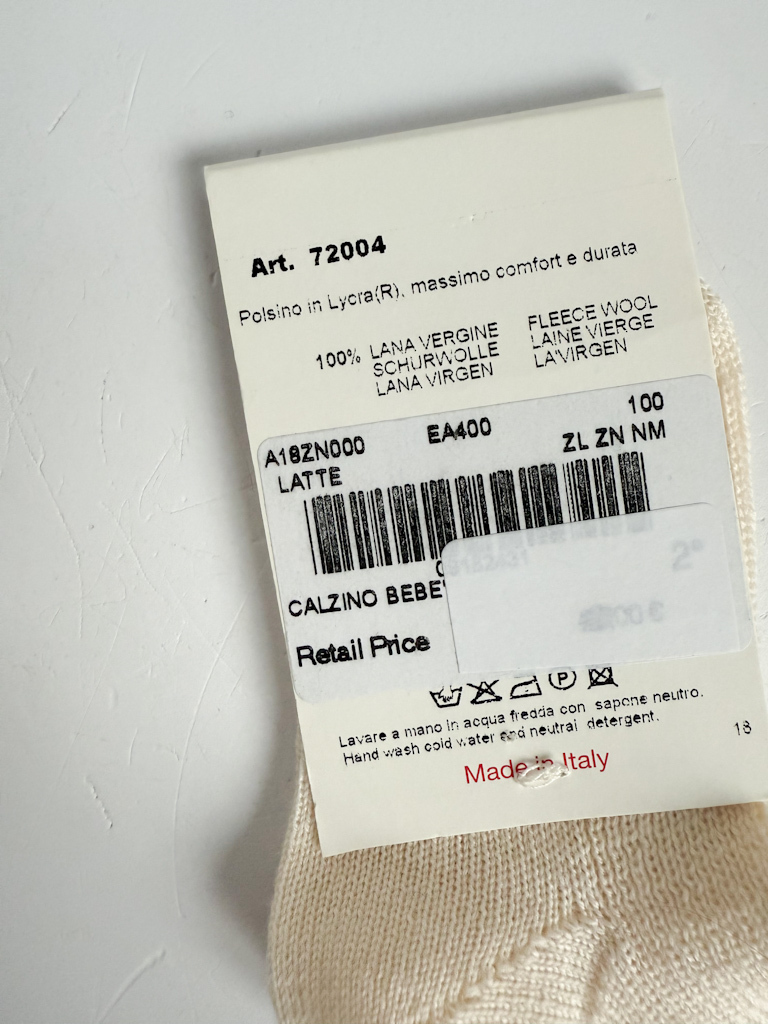 Art. 72004
Polsino in Lycra(R), massimo comfort e durata
100% LANA VERGINE FLEECE WOOL
SCHURWOLLE LAINE VIERGE
LANA VIRGEN LA'VIRGEN
A18ZN000 EA400 100
LATTE ZL ZN NM
2°
CALZINO BEBE'
Retail Price
P
Lavare a mano in acqua fredda con sapone neutro.
Hand wash cold water and neutral detergent.
18
Made in Italy